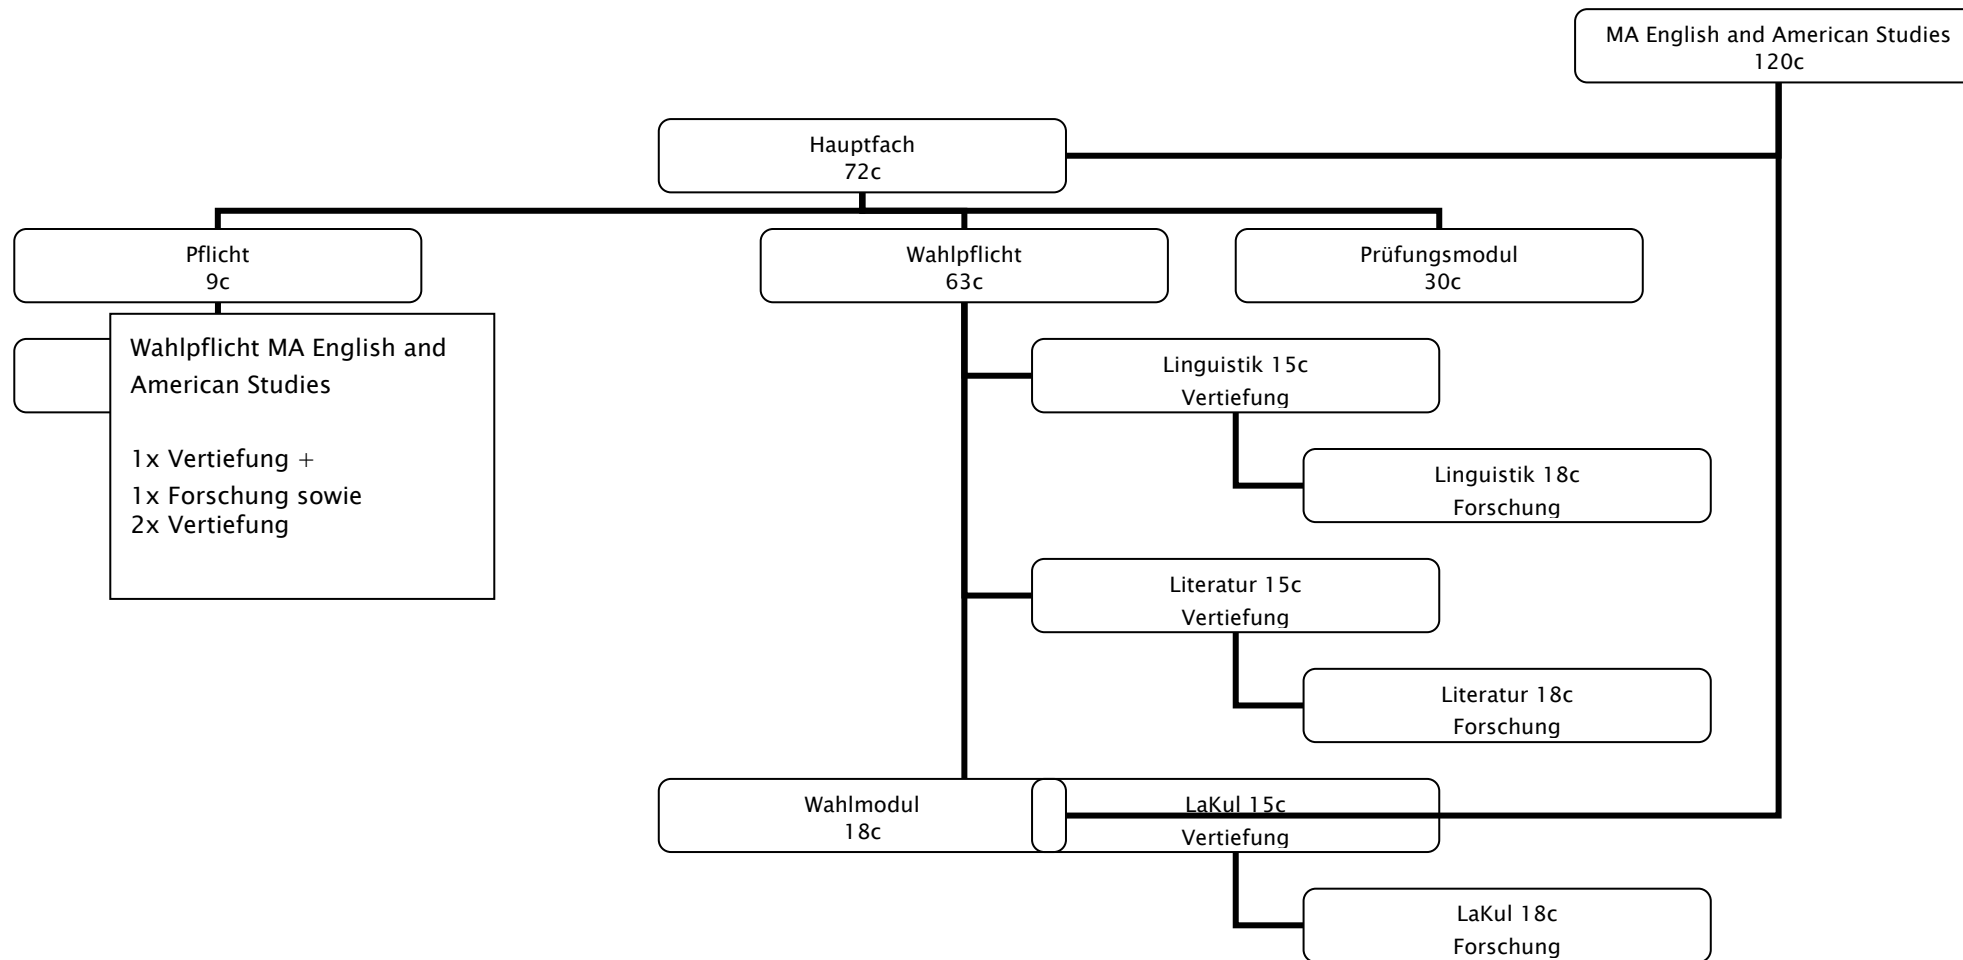 MA English and American Studies
120c
Hauptfach
72c
Pflicht
9c
Wahlpflicht
63c
Prüfungsmodul
30c
Wahlpflicht MA English and
American Studies
1x Vertiefung +
1x Forschung sowie
2x Vertiefung
Linguistik 15c
Vertiefung
Linguistik 18c
Forschung
Literatur 15c
Vertiefung
Literatur 18c
Forschung
Wahlmodul
18c
LaKul 15c
Vertiefung
LaKul 18c
Forschung